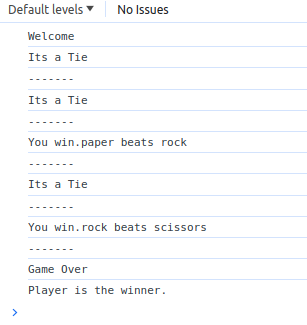 Default levels No Issues
Welcome
Its a Tie
-------
Its a Tie
-------
You win.paper beats rock
-------
Its a Tie
-------
You win.rock beats scissors
-------
Game Over
Player is the winner.